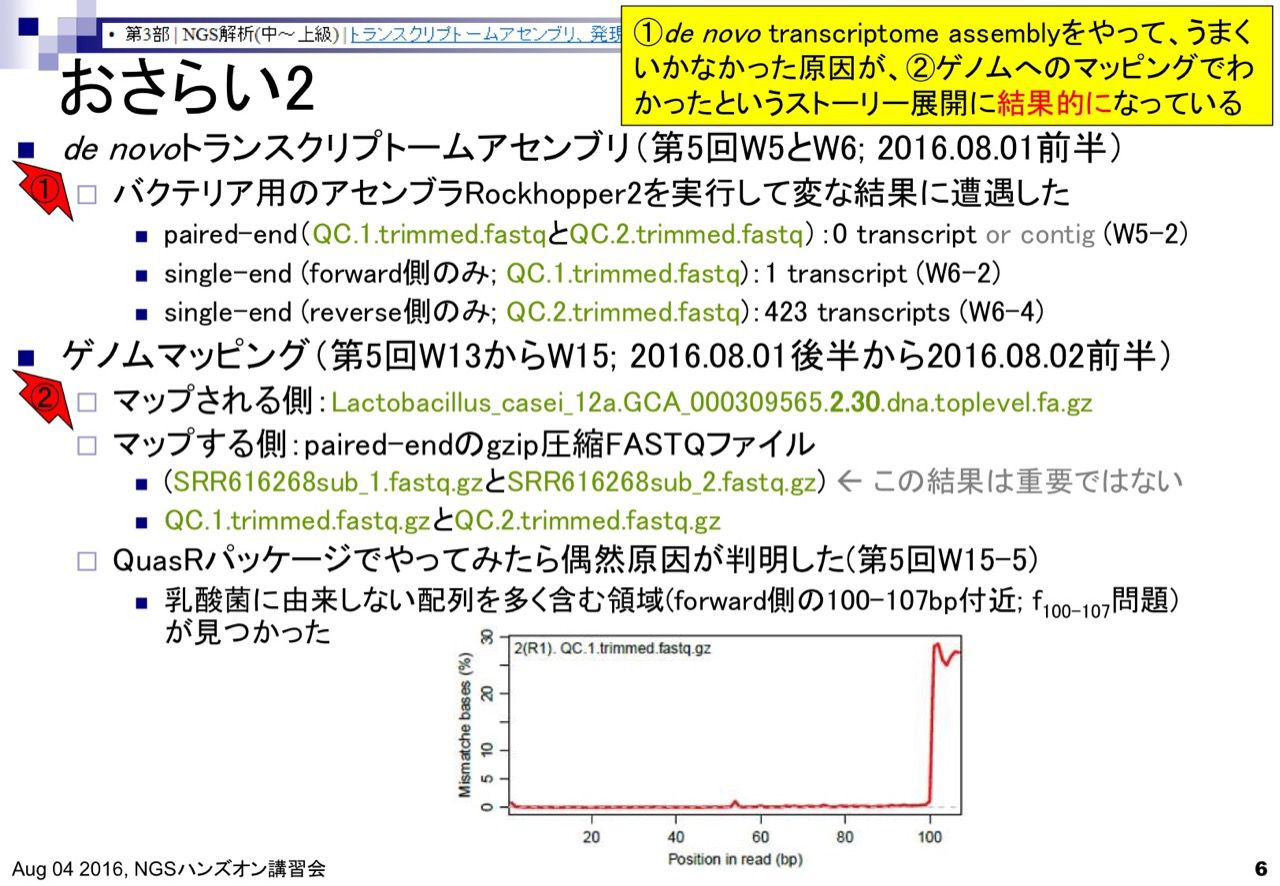 • 第3部 | NGS解析(中～上級) | トランスクリプトームアセンブリ、発現
①de novo transcriptome assemblyをやって、うまく
いかなかった原因が、②ゲノムへのマッピングでわ
かったというストーリー展開に結果的になっている
おさらい2
de novoトランスクリプトームアセンブリ（第5回W5とW6; 2016.08.01前半）
①
バクテリア用のアセンブラRockhopper2を実行して変な結果に遭遇した
paired-end（QC.1.trimmed.fastqとQC.2.trimmed.fastq）:0 transcript or contig (W5-2)
single-end (forward側のみ; QC.1.trimmed.fastq): 1 transcript (W6-2)
single-end (reverse側のみ; QC.2.trimmed.fastq): 423 transcripts (W6-4)
ゲノムマッピング（第5回W13からW15; 2016.08.01後半から2016.08.02前半）
②
マップされる側：Lactobacillus_casei_12a.GCA_000309565.2.30.dna.toplevel.fa.gz
マップする側：paired-endのgzip圧縮FASTQファイル
（SRR616268sub_1.fastq.gzとSRR616268sub_2.fastq.gz）← この結果は重要ではない
QC.1.trimmed.fastq.gzとQC.2.trimmed.fastq.gz
QuasRパッケージでやってみたら偶然原因が判明した(第5回W15-5)
乳酸菌に由来しない配列を多く含む領域(forward側の100-107bp付近; f100-107問題)
が見つかった
2(R1). QC.1.trimmed.fastq.gz
Mismatche bases (%)
30
20
10
5
0
20 40 60 80 100
Position in read (bp)
Aug 04 2016, NGSハンズオン講習会
6